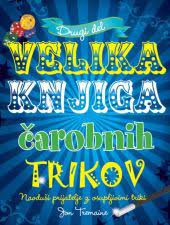 Drugi del
VELIKA
KNJIGA
čarobnih
TRIKOV
Navduši prijatelje z osupljivimi triki
Jon Tremaine